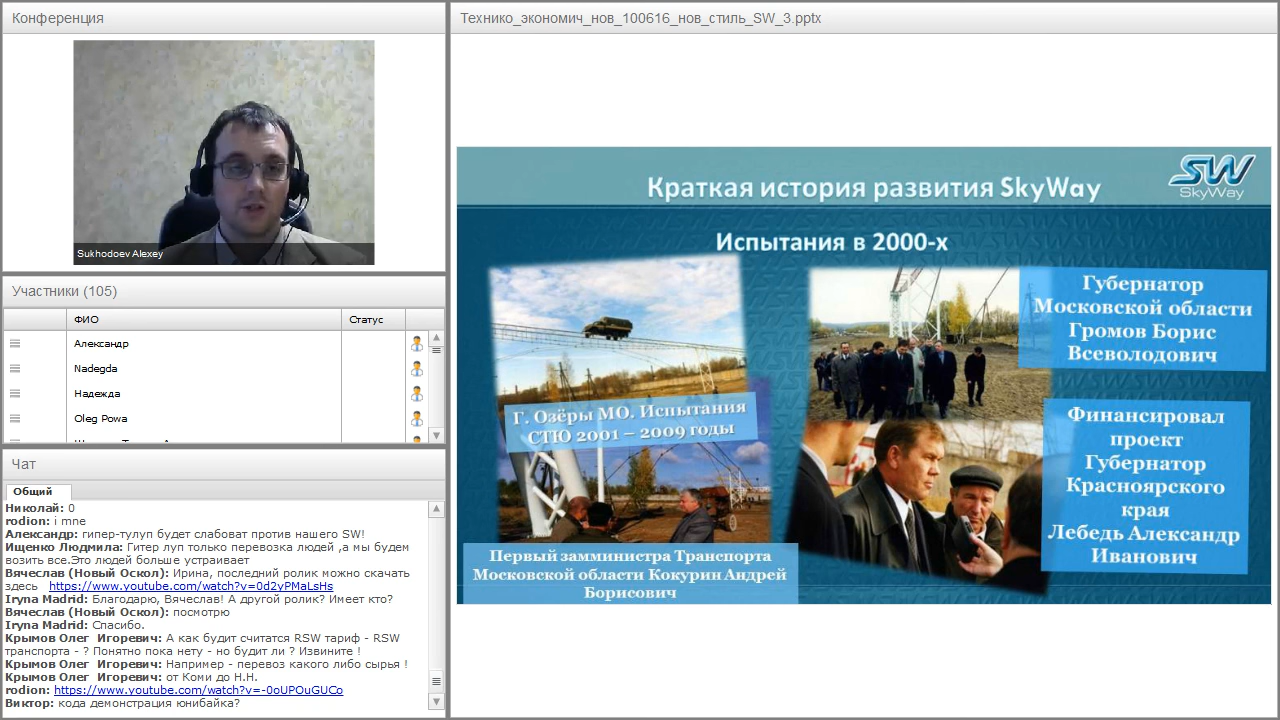 Конференция
Sukhodoev Alexey
Участники (105)
ФИО Статус
Александр
Nadegda
Надежда
Oleg Powa
Чат
Общий
Николай: 0
rodion: i mne
Александр: гипер-тулуп будет слабоват против нашего SW!
Ищенко Людмила: Гитер луп только перевозка людей ,а мы будем
возить все.Это людей больше устраивает
Вячеслав (Новый Оскол): Ирина, последний ролик можно скачать
здесь https://www.youtube.com/watch?v=0d2yPMaLsHs
Iryna Madrid: Благодарю, Вячеслав! А другой ролик? Имеет кто?
Вячеслав (Новый Оскол): посмотрю
Iryna Madrid: Спасибо.
Крымов Олег Игоревич: А как будит считатся RSW тариф - RSW
транспорта - ? Понятно пока нету - но будит ли ? Извините !
Крымов Олег Игоревич: Например - перевоз какого либо сырья !
Крымов Олег Игоревич: от Коми до Н.Н.
rodion: https://www.youtube.com/watch?v=-0oUPOuGUCo
Виктор: кода демонстрация юнибайка?
Технико_экономич_нов_100616_нов_стиль_SW_3.pptx
Краткая история развития SkyWay
SW
SkyWay
Испытания в 2000-х
Г. Озёры МО. Испытания
СТЮ 2001 – 2009 годы
Первый замминистра Транспорта
Московской области Кокурин Андрей
Борисович
Губернатор
Московской области
Громов Борис
Всеволодович
Финансировал
проект
Губернатор
Красноярского
края
Лебедь Александр
Иванович